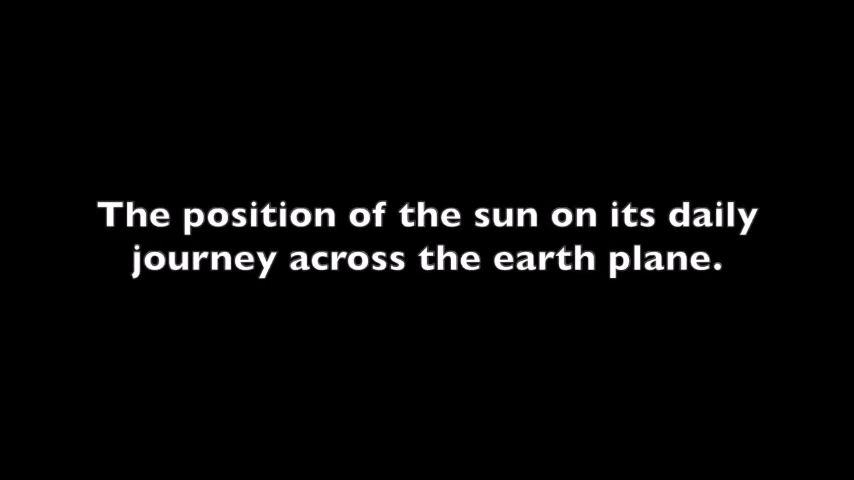 The position of the sun on its daily
journey across the earth plane.